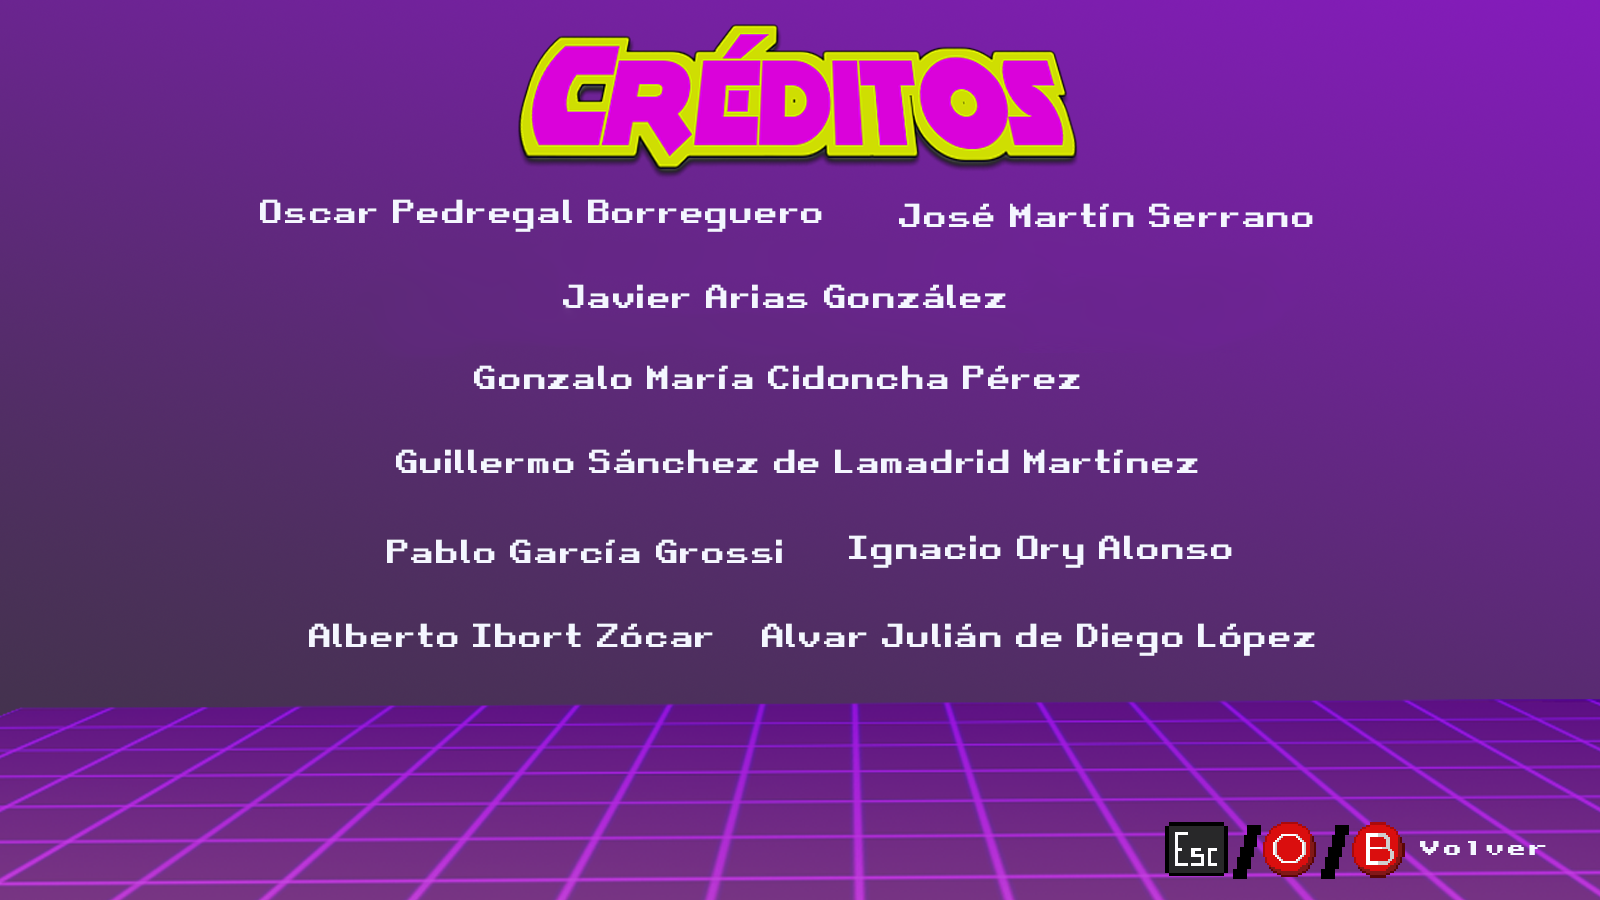 CRÉDITOS
Oscar Pedregal Borreguero
José Martín Serrano
Javier Arias González
Gonzalo María Cidoncha Pérez
Guillermo Sánchez de Lamadrid Martínez
Pablo García Grossi
Ignacio Ory Alonso
Alberto Ibort Zócar
Alvar Julián de Diego López
Esc/O/B Volver